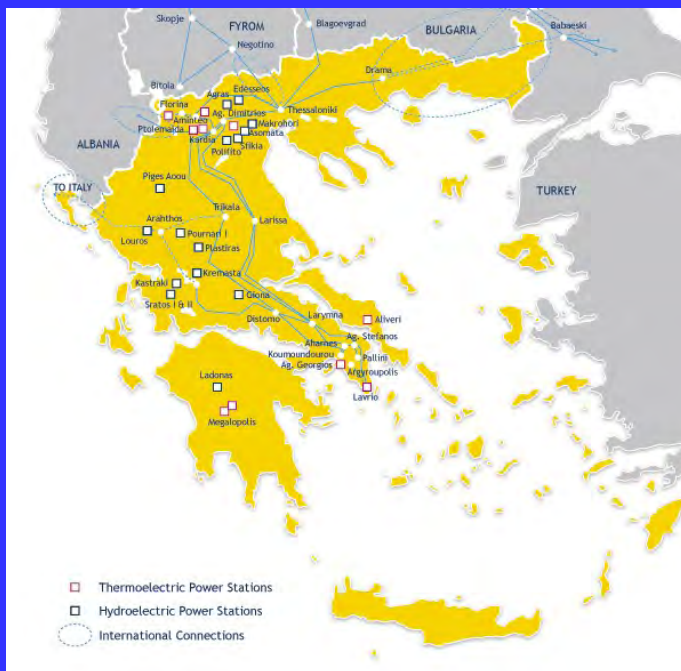 Skopje
FYROM
Blagoevgrad
BULGARIA
Babaeski
Negotino
Bitola
Drama
Edesseos
Agras
Florina
Thessaloniki
Ag. Dimitrios
Aminteo
Makrohori
Ptolemaida
Asomata
Kardia
Sfikia
Polifito
ALBANIA
Piges Aoou
TO ITALY
TURKEY
Trikala
Arahthos
Larissa
Pournari I
Louros
Plastiras
Kremasta
Kastraki
Giona
Sratos I & II
Distomo
Larymna
Aliveri
Ag. Stefanos
Aharnes
Koumoundourou
Pallini
Ag. Georgios
Argyroupolis
Lavrio
Ladonas
Megalopolis
Thermoelectric Power Stations
Hydroelectric Power Stations
International Connections